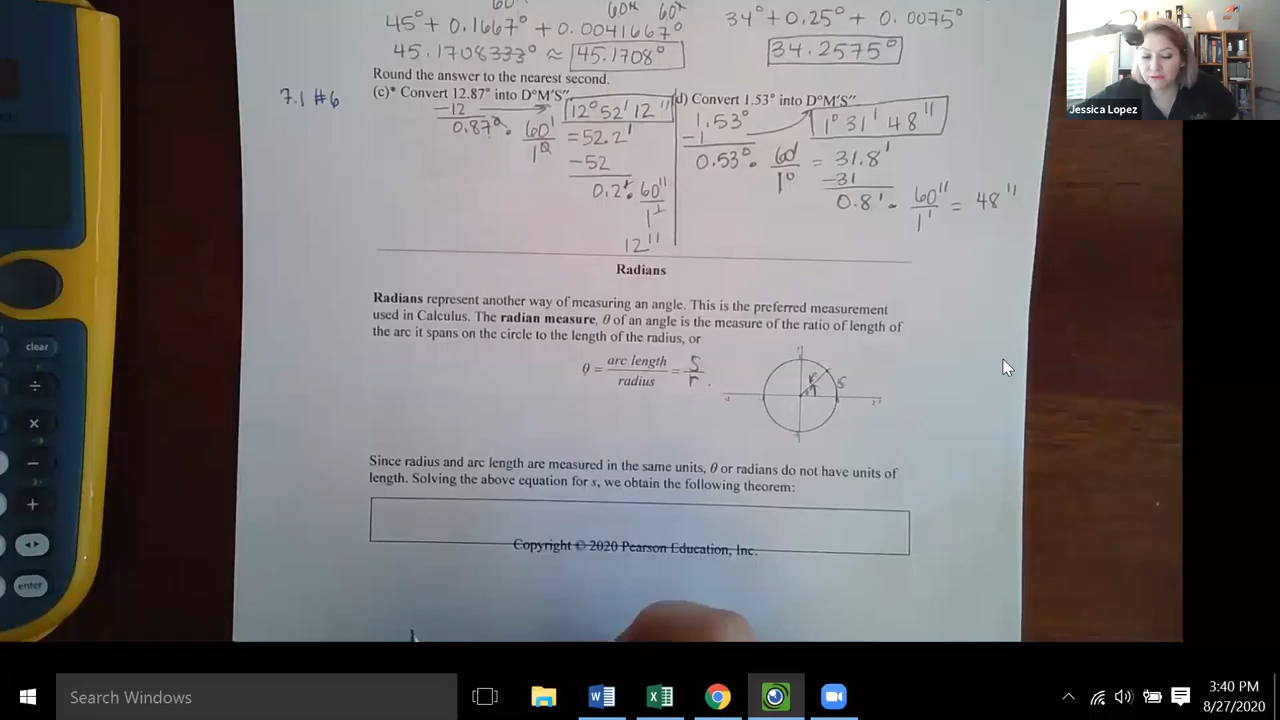 60″ 60″
45° + 0.1667° + 0.0041667°
45.1708333° ≈ 45.1708°
34° + 0.25° + 0.0075°
34.2575°
Round the answer to the nearest second.
7.1 #6
(c)* Convert 12.87° into D°M′S″
-12
12° 52′ 12″
0.87° · 60′/1° = 52.2′
-52
0.2′ · 60″/1′
12″
(d) Convert 1.53° into D°M′S″
1.53°
-1
1° 31′ 48″
0.53° · 60′/1° = 31.8′
-31
0.8′ · 60″/1′ = 48″
Radians
Radians represent another way of measuring an angle. This is the preferred measurement
used in Calculus. The radian measure, θ of an angle is the measure of the ratio of length of
the arc it spans on the circle to the length of the radius, or
θ = arc length/radius = s/r .
r
s
Since radius and arc length are measured in the same units, θ or radians do not have units of
length. Solving the above equation for s, we obtain the following theorem:
Copyright © 2020 Pearson Education, Inc.
clear
÷
×
−
+
enter
Jessica Lopez
Search Windows
3:40 PM
8/27/2020